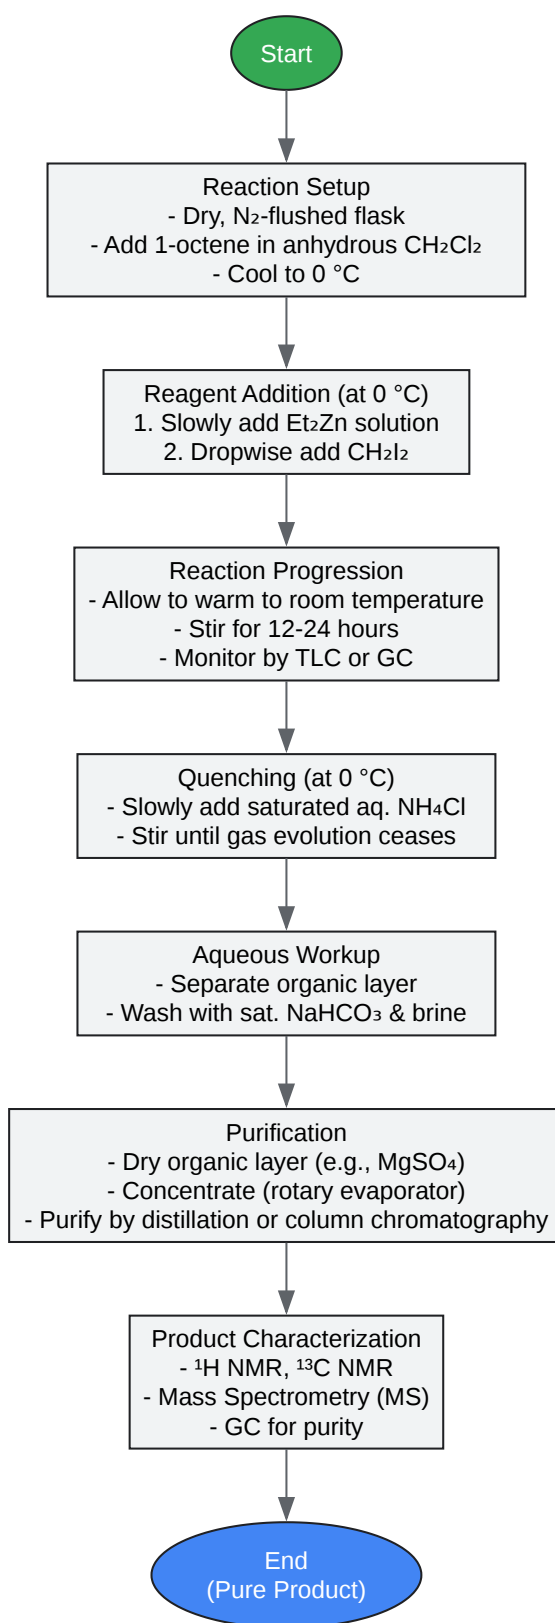 Start
Reaction Setup
- Dry, N₂-flushed flask
- Add 1-octene in anhydrous CH₂Cl₂
- Cool to 0 °C
Reagent Addition (at 0 °C)
1. Slowly add Et₂Zn solution
2. Dropwise add CH₂I₂
Reaction Progression
- Allow to warm to room temperature
- Stir for 12-24 hours
- Monitor by TLC or GC
Quenching (at 0 °C)
- Slowly add saturated aq. NH₄Cl
- Stir until gas evolution ceases
Aqueous Workup
- Separate organic layer
- Wash with sat. NaHCO₃ & brine
Purification
- Dry organic layer (e.g., MgSO₄)
- Concentrate (rotary evaporator)
- Purify by distillation or column chromatography
Product Characterization
- ¹H NMR, ¹³C NMR
- Mass Spectrometry (MS)
- GC for purity
End
(Pure Product)